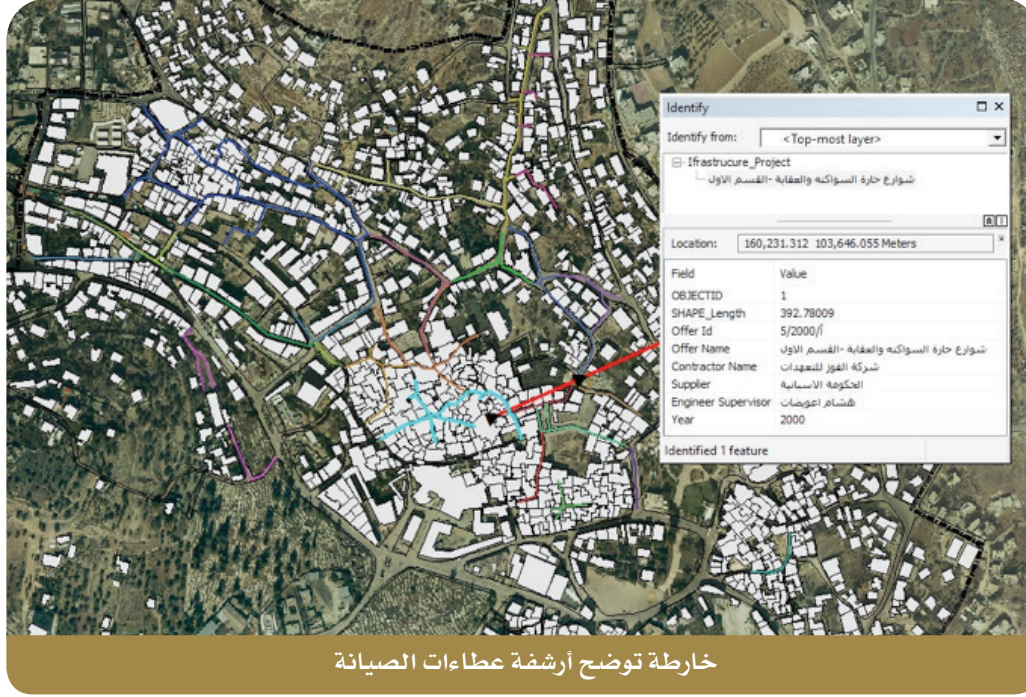 Identify
Identify from: <Top-most layer>
Ifrastrucure_Project
شوارع حارة السواكنه والعقابة -القسم الاول
Location: 160,231.312 103,646.055 Meters
Field Value
OBJECTID 1
SHAPE_Length 392.78009
Offer Id 5/2000/أ
Offer Name شوارع حارة السواكنه والعقابة -القسم الاول
Contractor Name شركة الفوز للتعهدات
Supplier الحكومة الاسبانية
Engineer Supervisor هشام اعويضات
Year 2000
Identified 1 feature
خارطة توضح أرشفة عطاءات الصيانة